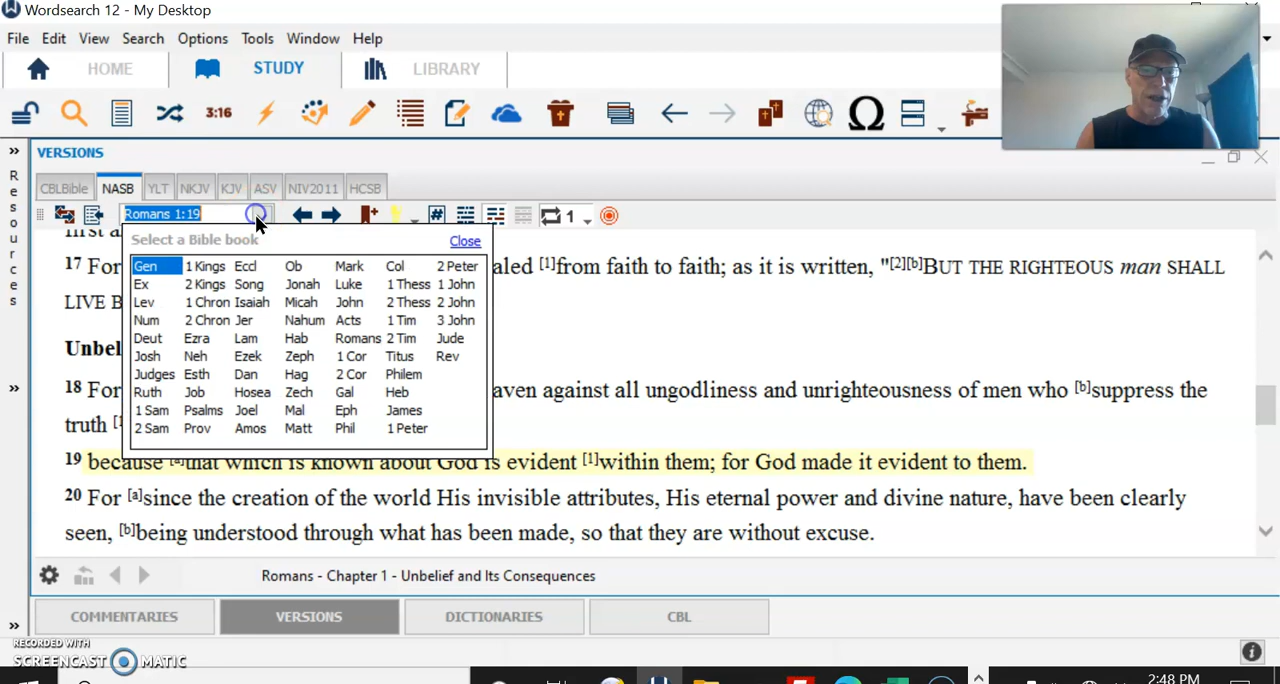 Wordsearch 12 - My Desktop
File Edit View Search Options Tools Window Help
HOME STUDY LIBRARY
3:16
» VERSIONS
Resources
CBLBible NASB YLT NKJV KJV ASV NIV2011 HCSB
Romans 1:19 # 1
Select a Bible book Close
Gen 1 Kings Eccl Ob Mark Col 2 Peter
Ex 2 Kings Song Jonah Luke 1 Thess 1 John
Lev 1 Chron Isaiah Micah John 2 Thess 2 John
Num 2 Chron Jer Nahum Acts 1 Tim 3 John
Deut Ezra Lam Hab Romans 2 Tim Jude
Josh Neh Ezek Zeph 1 Cor Titus Rev
Judges Esth Dan Hag 2 Cor Philem
Ruth Job Hosea Zech Gal Heb
1 Sam Psalms Joel Mal Eph James
2 Sam Prov Amos Matt Phil 1 Peter
first a
17 For aled [1]from faith to faith; as it is written, "[2][b]BUT THE RIGHTEOUS man SHALL
LIVE B
Unbel
18 For aven against all ungodliness and unrighteousness of men who [b]suppress the
truth [
19 because [a]that which is known about God is evident [1]within them; for God made it evident to them.
20 For [a]since the creation of the world His invisible attributes, His eternal power and divine nature, have been clearly
seen, [b]being understood through what has been made, so that they are without excuse.
Romans - Chapter 1 - Unbelief and Its Consequences
» COMMENTARIES VERSIONS DICTIONARIES CBL
RECORDED WITH
SCREENCAST MATIC
2:48 PM